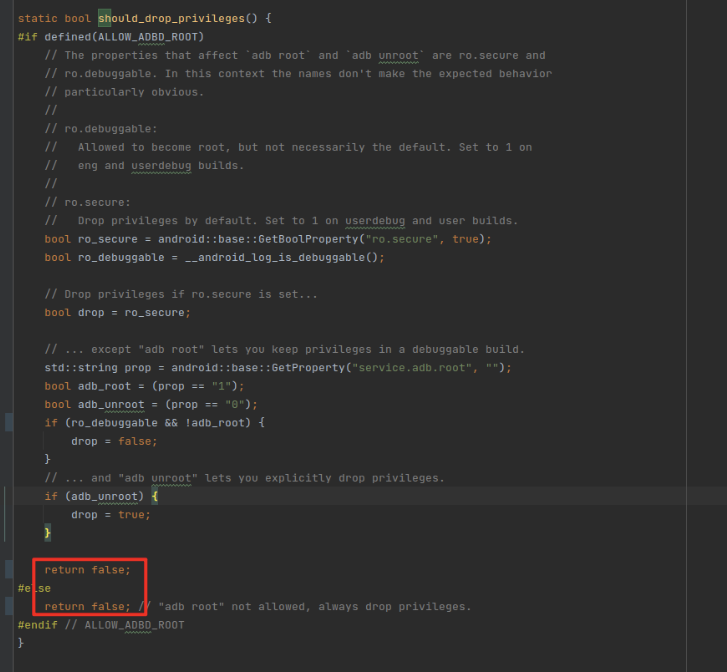 static bool should_drop_privileges() {
#if defined(ALLOW_ADBD_ROOT)
    // The properties that affect `adb root` and `adb unroot` are ro.secure and
    // ro.debuggable. In this context the names don't make the expected behavior
    // particularly obvious.
    //
    // ro.debuggable:
    //   Allowed to become root, but not necessarily the default. Set to 1 on
    //   eng and userdebug builds.
    //
    // ro.secure:
    //   Drop privileges by default. Set to 1 on userdebug and user builds.
    bool ro_secure = android::base::GetBoolProperty("ro.secure", true);
    bool ro_debuggable = __android_log_is_debuggable();

    // Drop privileges if ro.secure is set...
    bool drop = ro_secure;

    // ... except "adb root" lets you keep privileges in a debuggable build.
    std::string prop = android::base::GetProperty("service.adb.root", "");
    bool adb_root = (prop == "1");
    bool adb_unroot = (prop == "0");
    if (ro_debuggable && !adb_root) {
        drop = false;
    }
    // ... and "adb unroot" lets you explicitly drop privileges.
    if (adb_unroot) {
        drop = true;
    }

    return false;
#else
    return false; // "adb root" not allowed, always drop privileges.
#endif // ALLOW_ADBD_ROOT
}